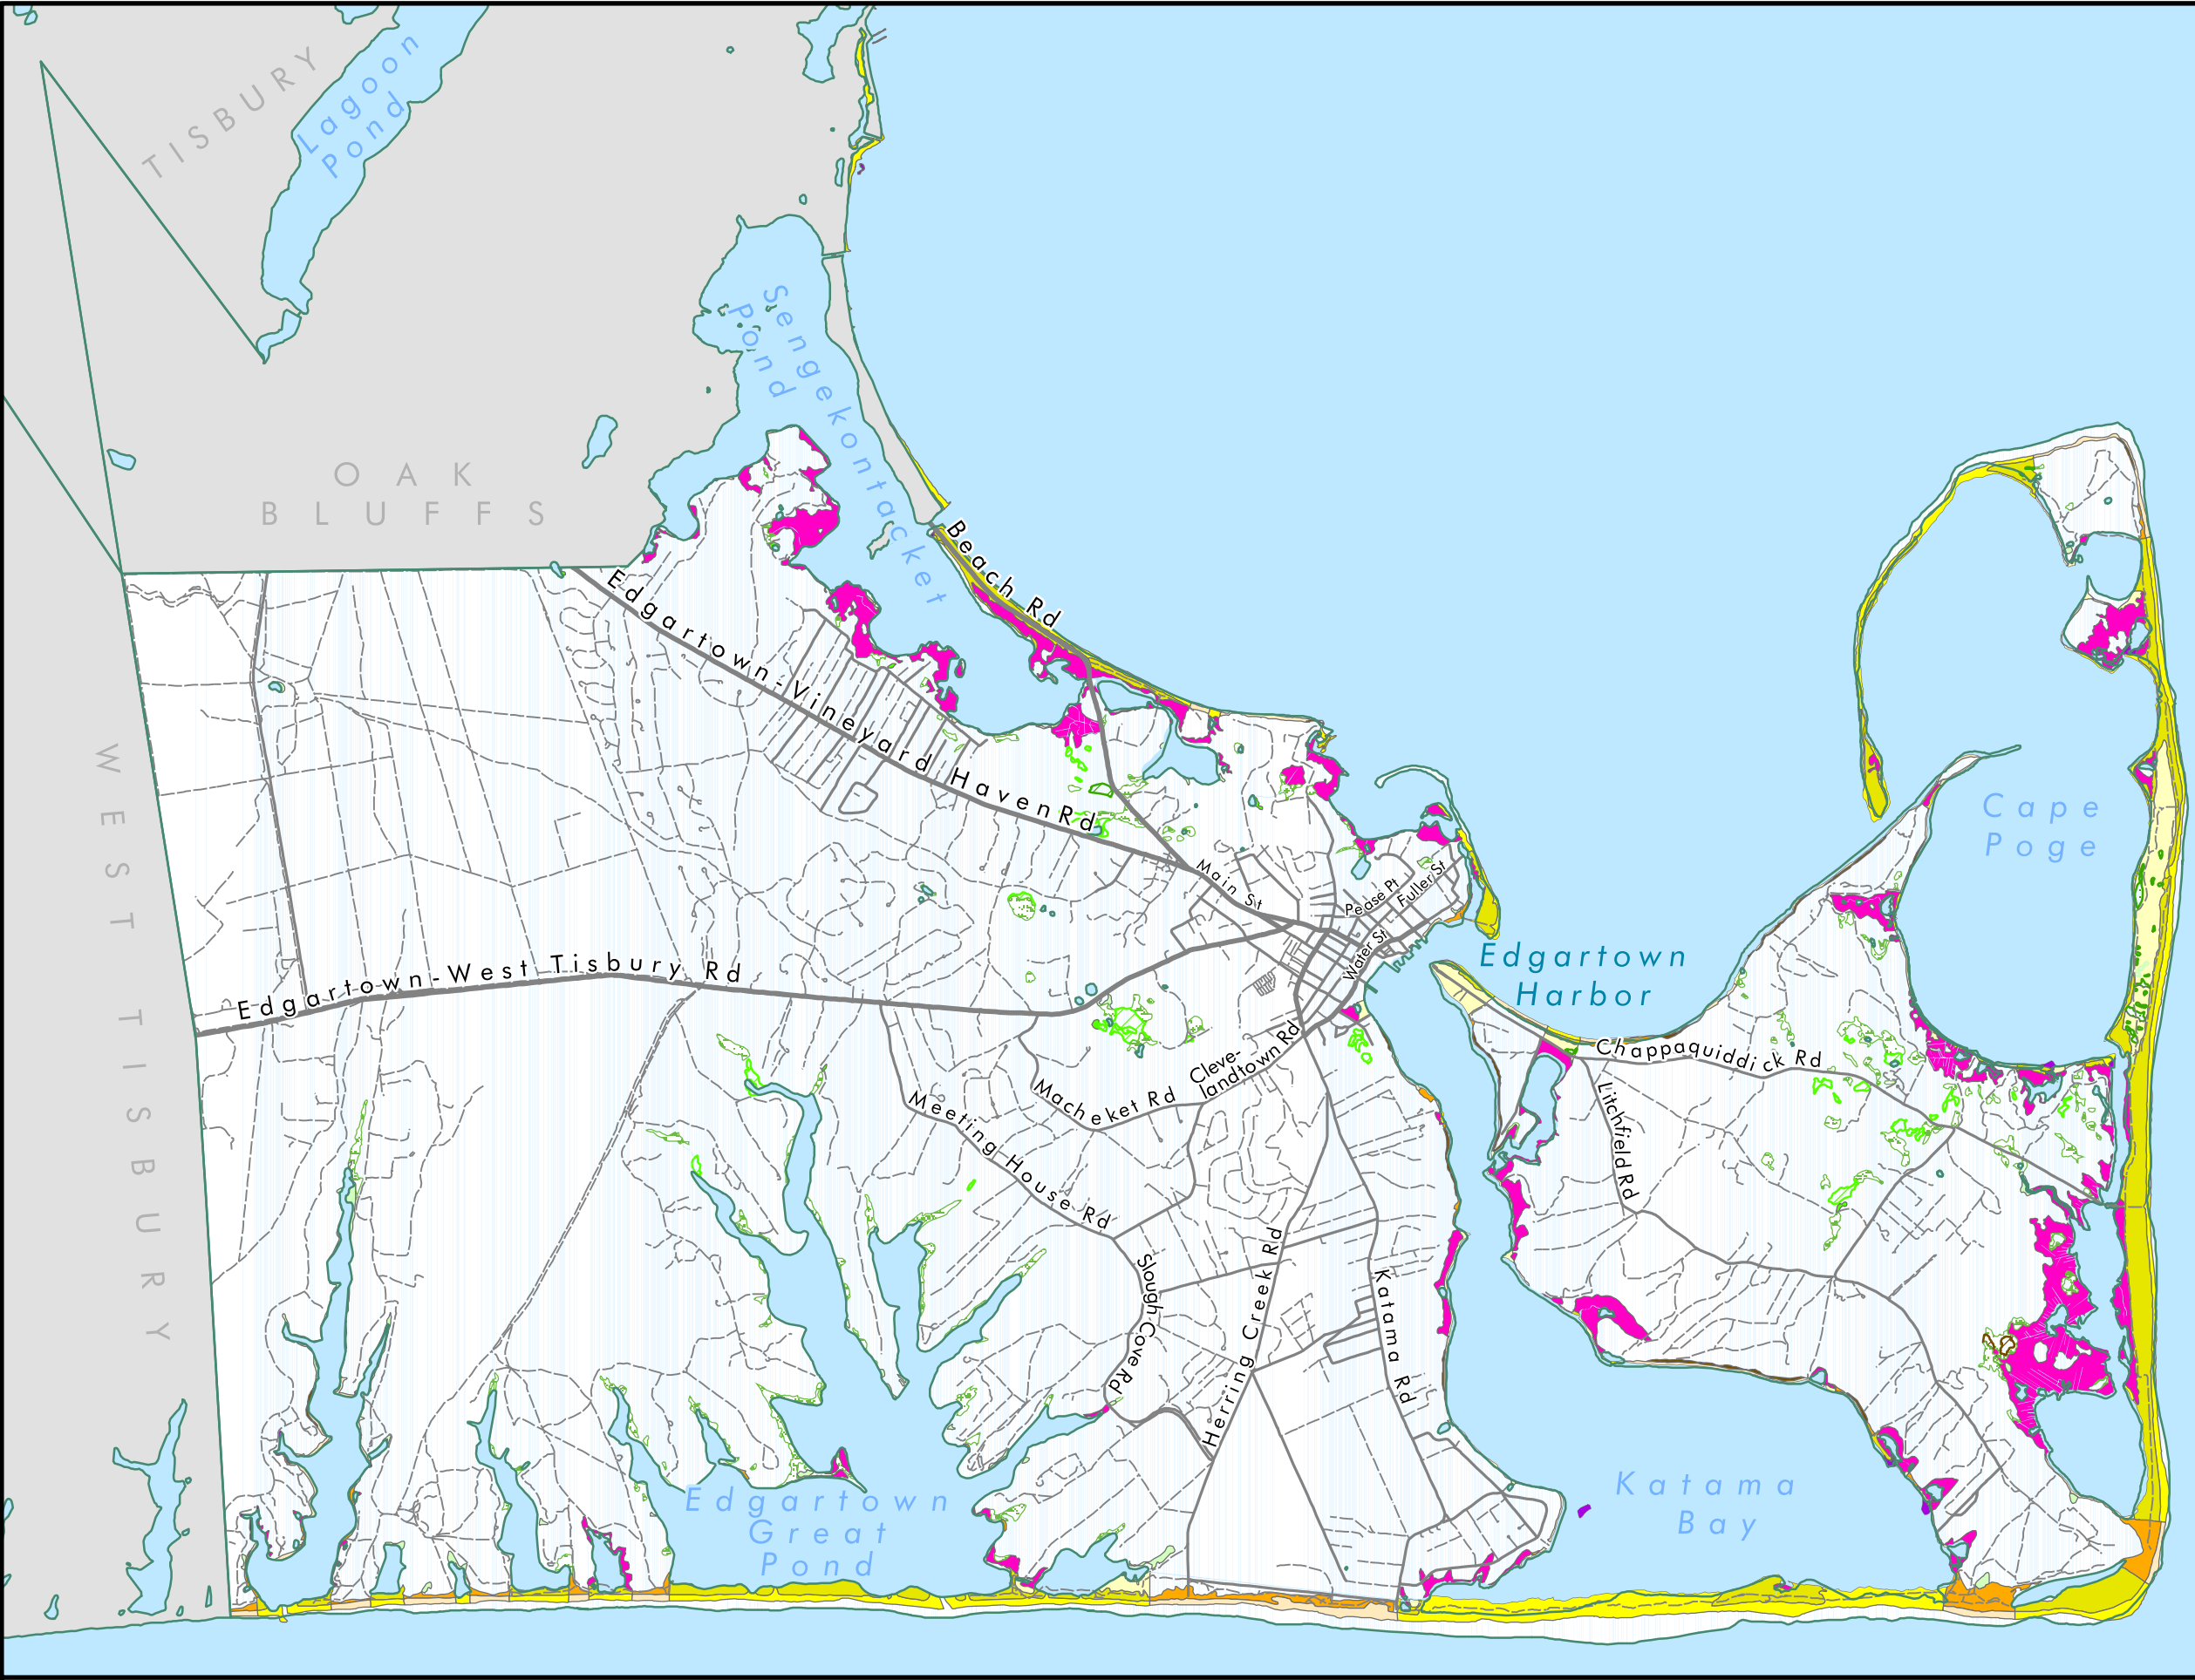 TISBURY
Lagoon
Pond
Sengekontacket
Pond
OAK
BLUFFS
Beach Rd
Edgartown-Vineyard Haven Rd
WEST TISBURY
Cape
Poge
Main St
Pease Pt
Fuller St
Water St
Edgartown
Harbor
Edgartown-West Tisbury Rd
Chappaquiddick Rd
Litchfield Rd
Cleve-
landtown Rd
Macheket Rd
Meeting House Rd
Slough Cove Rd
Herring Creek Rd
Katama Rd
Edgartown
Great
Pond
Katama
Bay